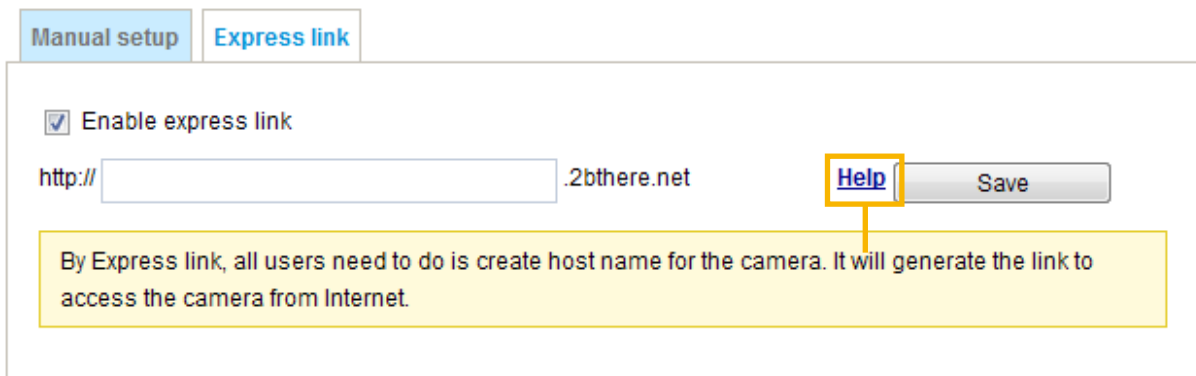 Manual setup Express link
Enable express link
http:// .2bthere.net Help Save
By Express link, all users need to do is create host name for the camera. It will generate the link to
access the camera from Internet.